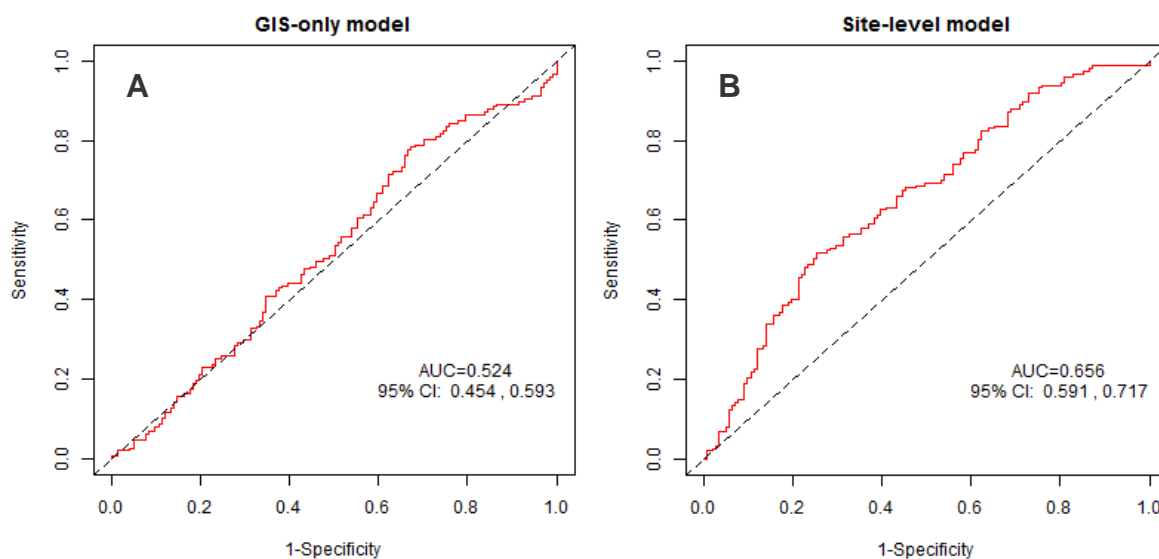 GIS-only model
A
1.0
0.8
0.6
0.4
0.2
0.0
Sensitivity
AUC=0.524
95% CI: 0.454 , 0.593
0.0 0.2 0.4 0.6 0.8 1.0
1-Specificity
Site-level model
B
1.0
0.8
0.6
0.4
0.2
0.0
Sensitivity
AUC=0.656
95% CI: 0.591 , 0.717
0.0 0.2 0.4 0.6 0.8 1.0
1-Specificity